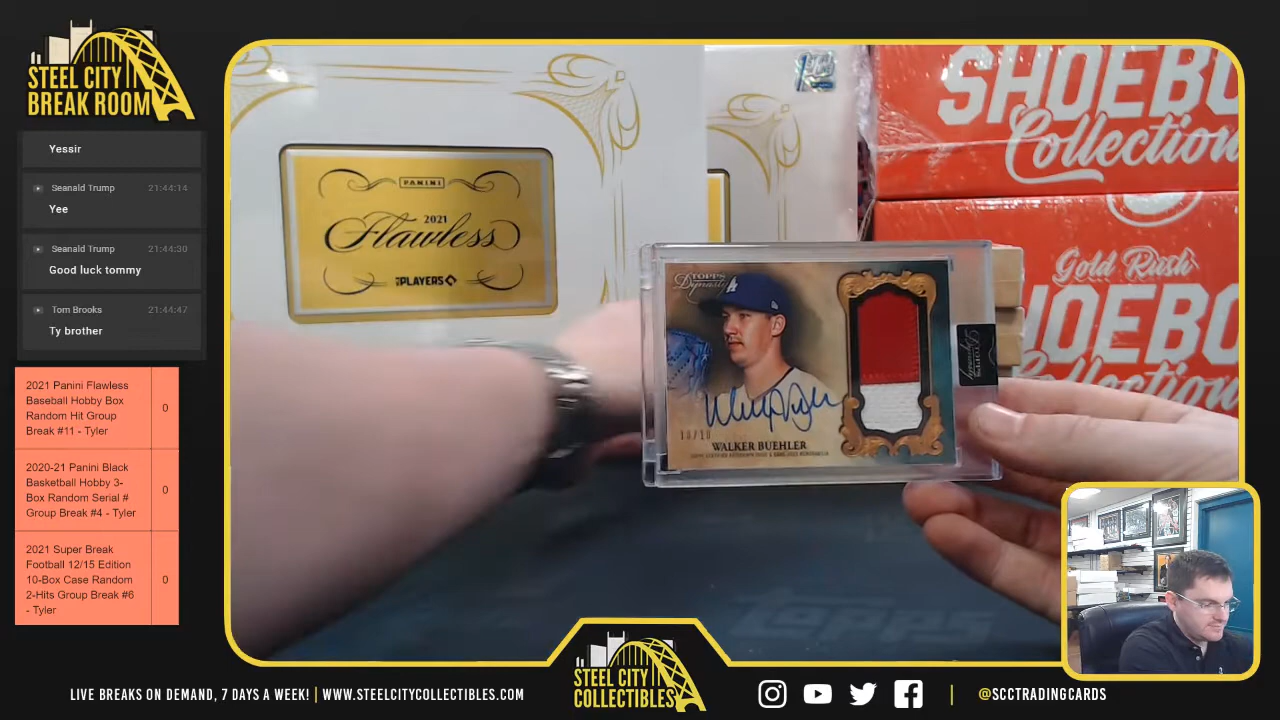 STEEL CITY
BREAK ROOM
Yessir
Seanald Trump 21:44:14
Yee
Seanald Trump 21:44:30
Good luck tommy
Tom Brooks 21:44:47
Ty brother
2021 Panini Flawless
Baseball Hobby Box
Random Hit Group
Break #11 - Tyler
0
2020-21 Panini Black
Basketball Hobby 3-
Box Random Serial #
Group Break #4 - Tyler
0
2021 Super Break
Football 12/15 Edition
10-Box Case Random
2-Hits Group Break #6
- Tyler
0
PANINI
2021
Flawless
PLAYERS
SHOEBO
Collection
Gold Rush
HOEBO
Collection
TOPPS
Dynasty
LA
10/10
WALKER BUEHLER
topps
STEEL CITY
COLLECTIBLES
LIVE BREAKS ON DEMAND, 7 DAYS A WEEK! | WWW.STEELCITYCOLLECTIBLES.COM
| @SCCTRADINGCARDS